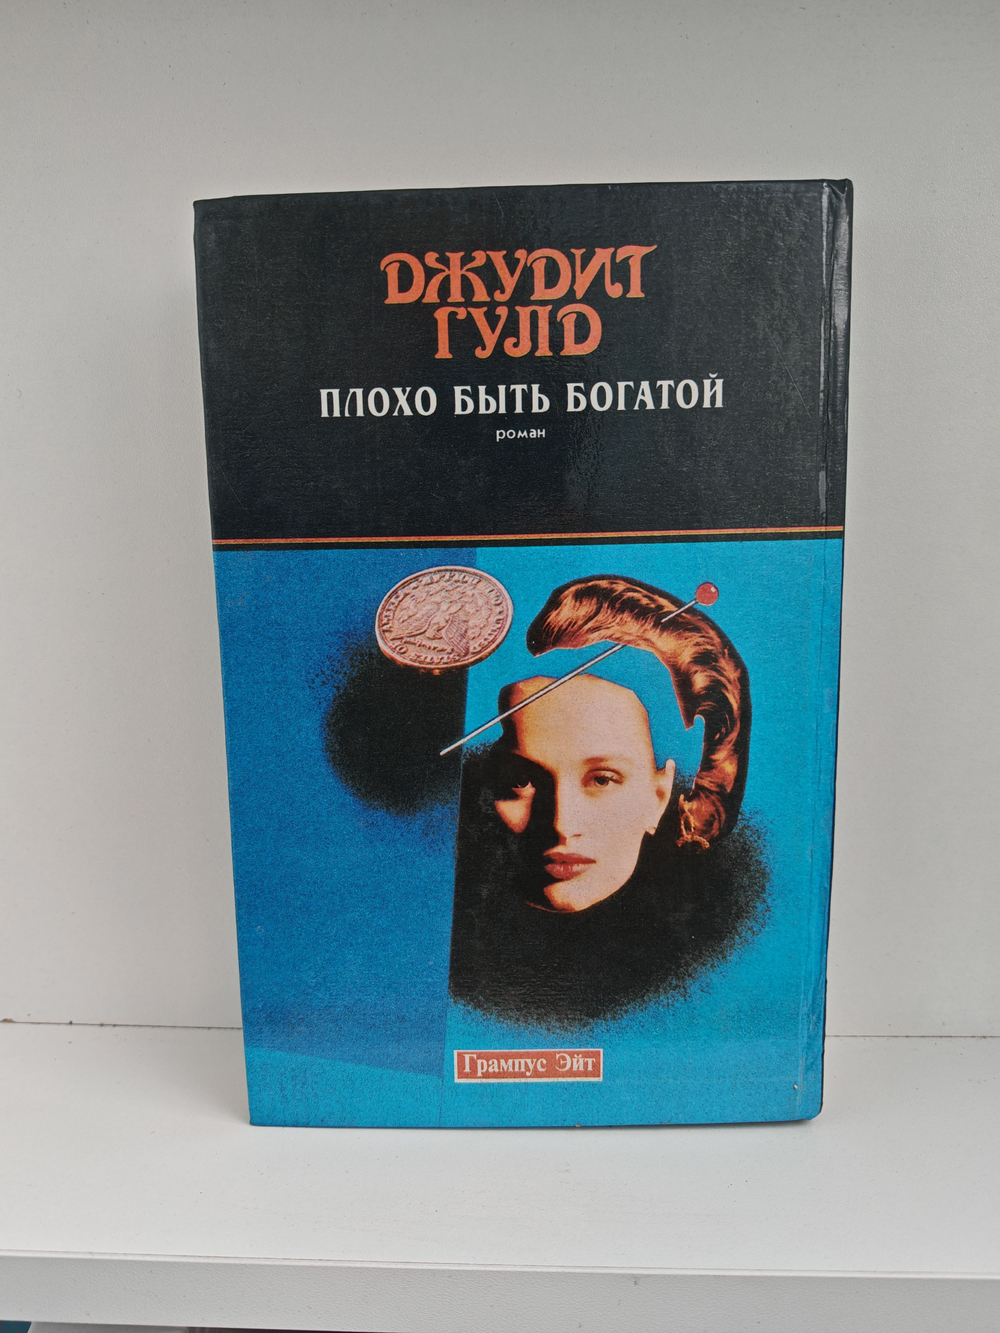 ДЖУДИТ
ГУЛД
ПЛОХО БЫТЬ БОГАТОЙ
роман
Грампус Эйт